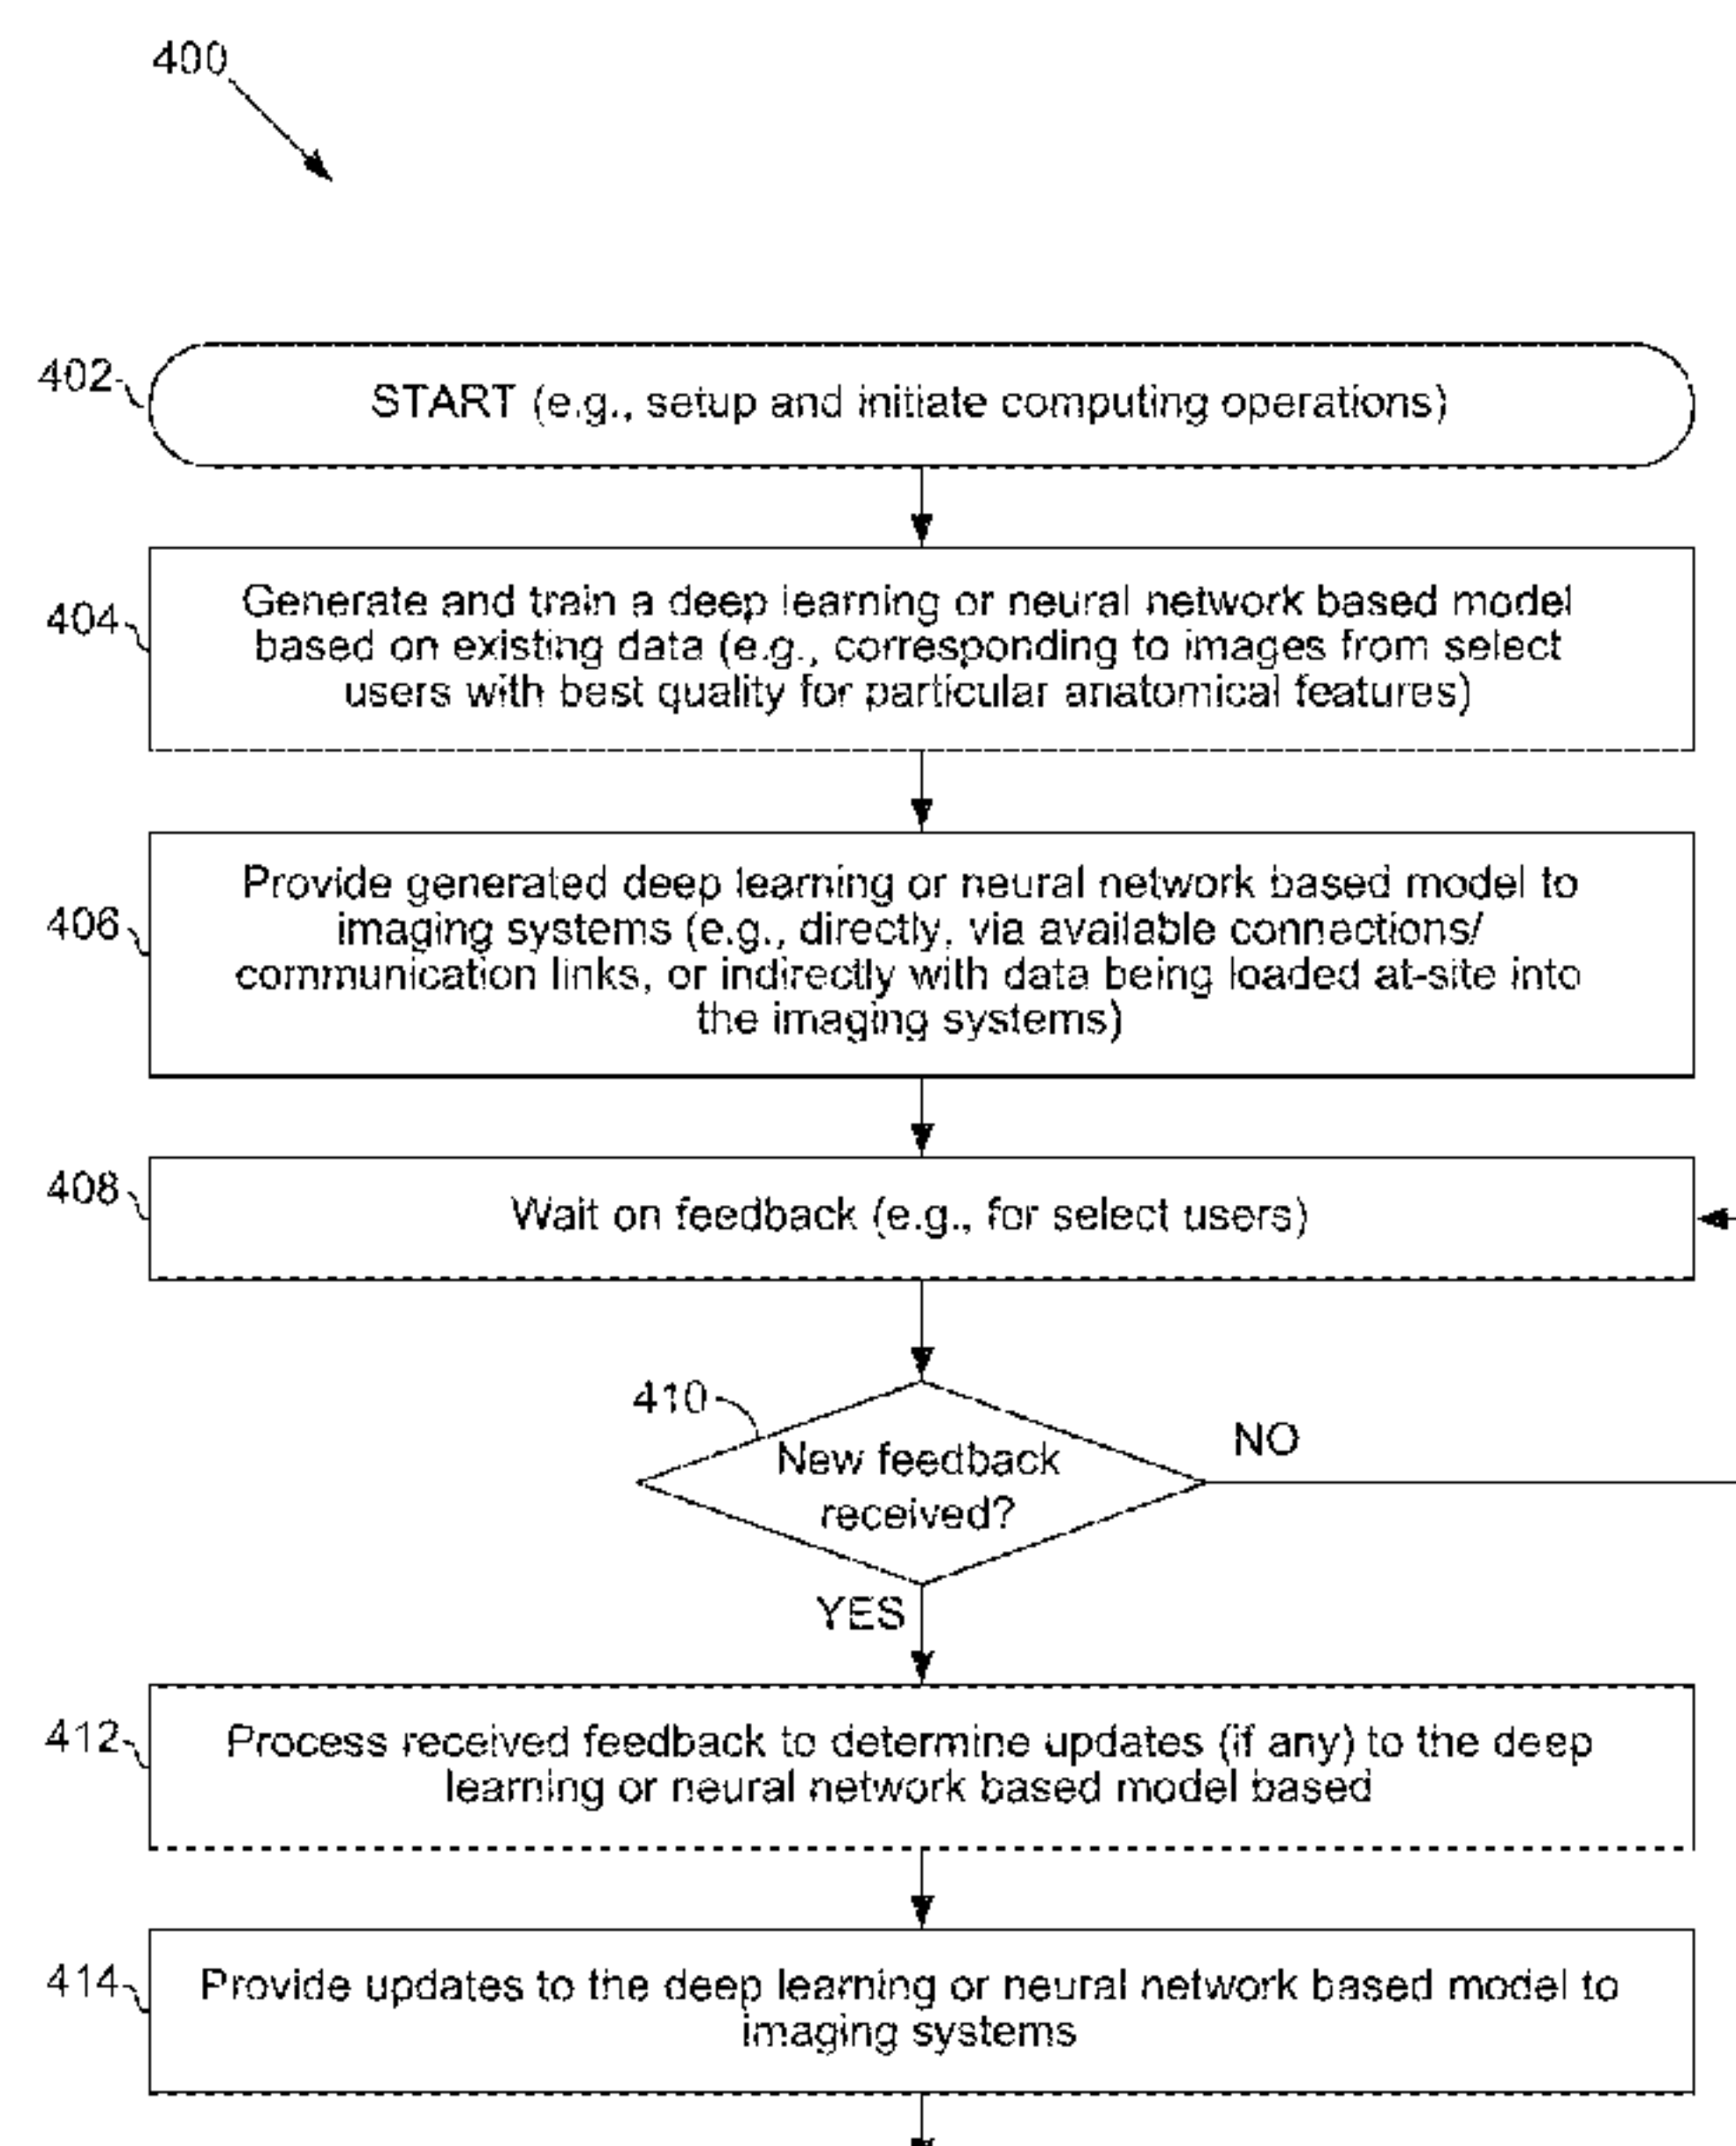 400
402
START (e.g., setup and initiate computing operations)
404
Generate and train a deep learning or neural network based model
based on existing data (e.g., corresponding to images from select
users with best quality for particular anatomical features)
406
Provide generated deep learning or neural network based model to
imaging systems (e.g., directly, via available connections/
communication links, or indirectly with data being loaded at-site into
the imaging systems)
408
Wait on feedback (e.g., for select users)
410
New feedback
received?
NO
YES
412
Process received feedback to determine updates (if any) to the deep
learning or neural network based model based
414
Provide updates to the deep learning or neural network based model to
imaging systems